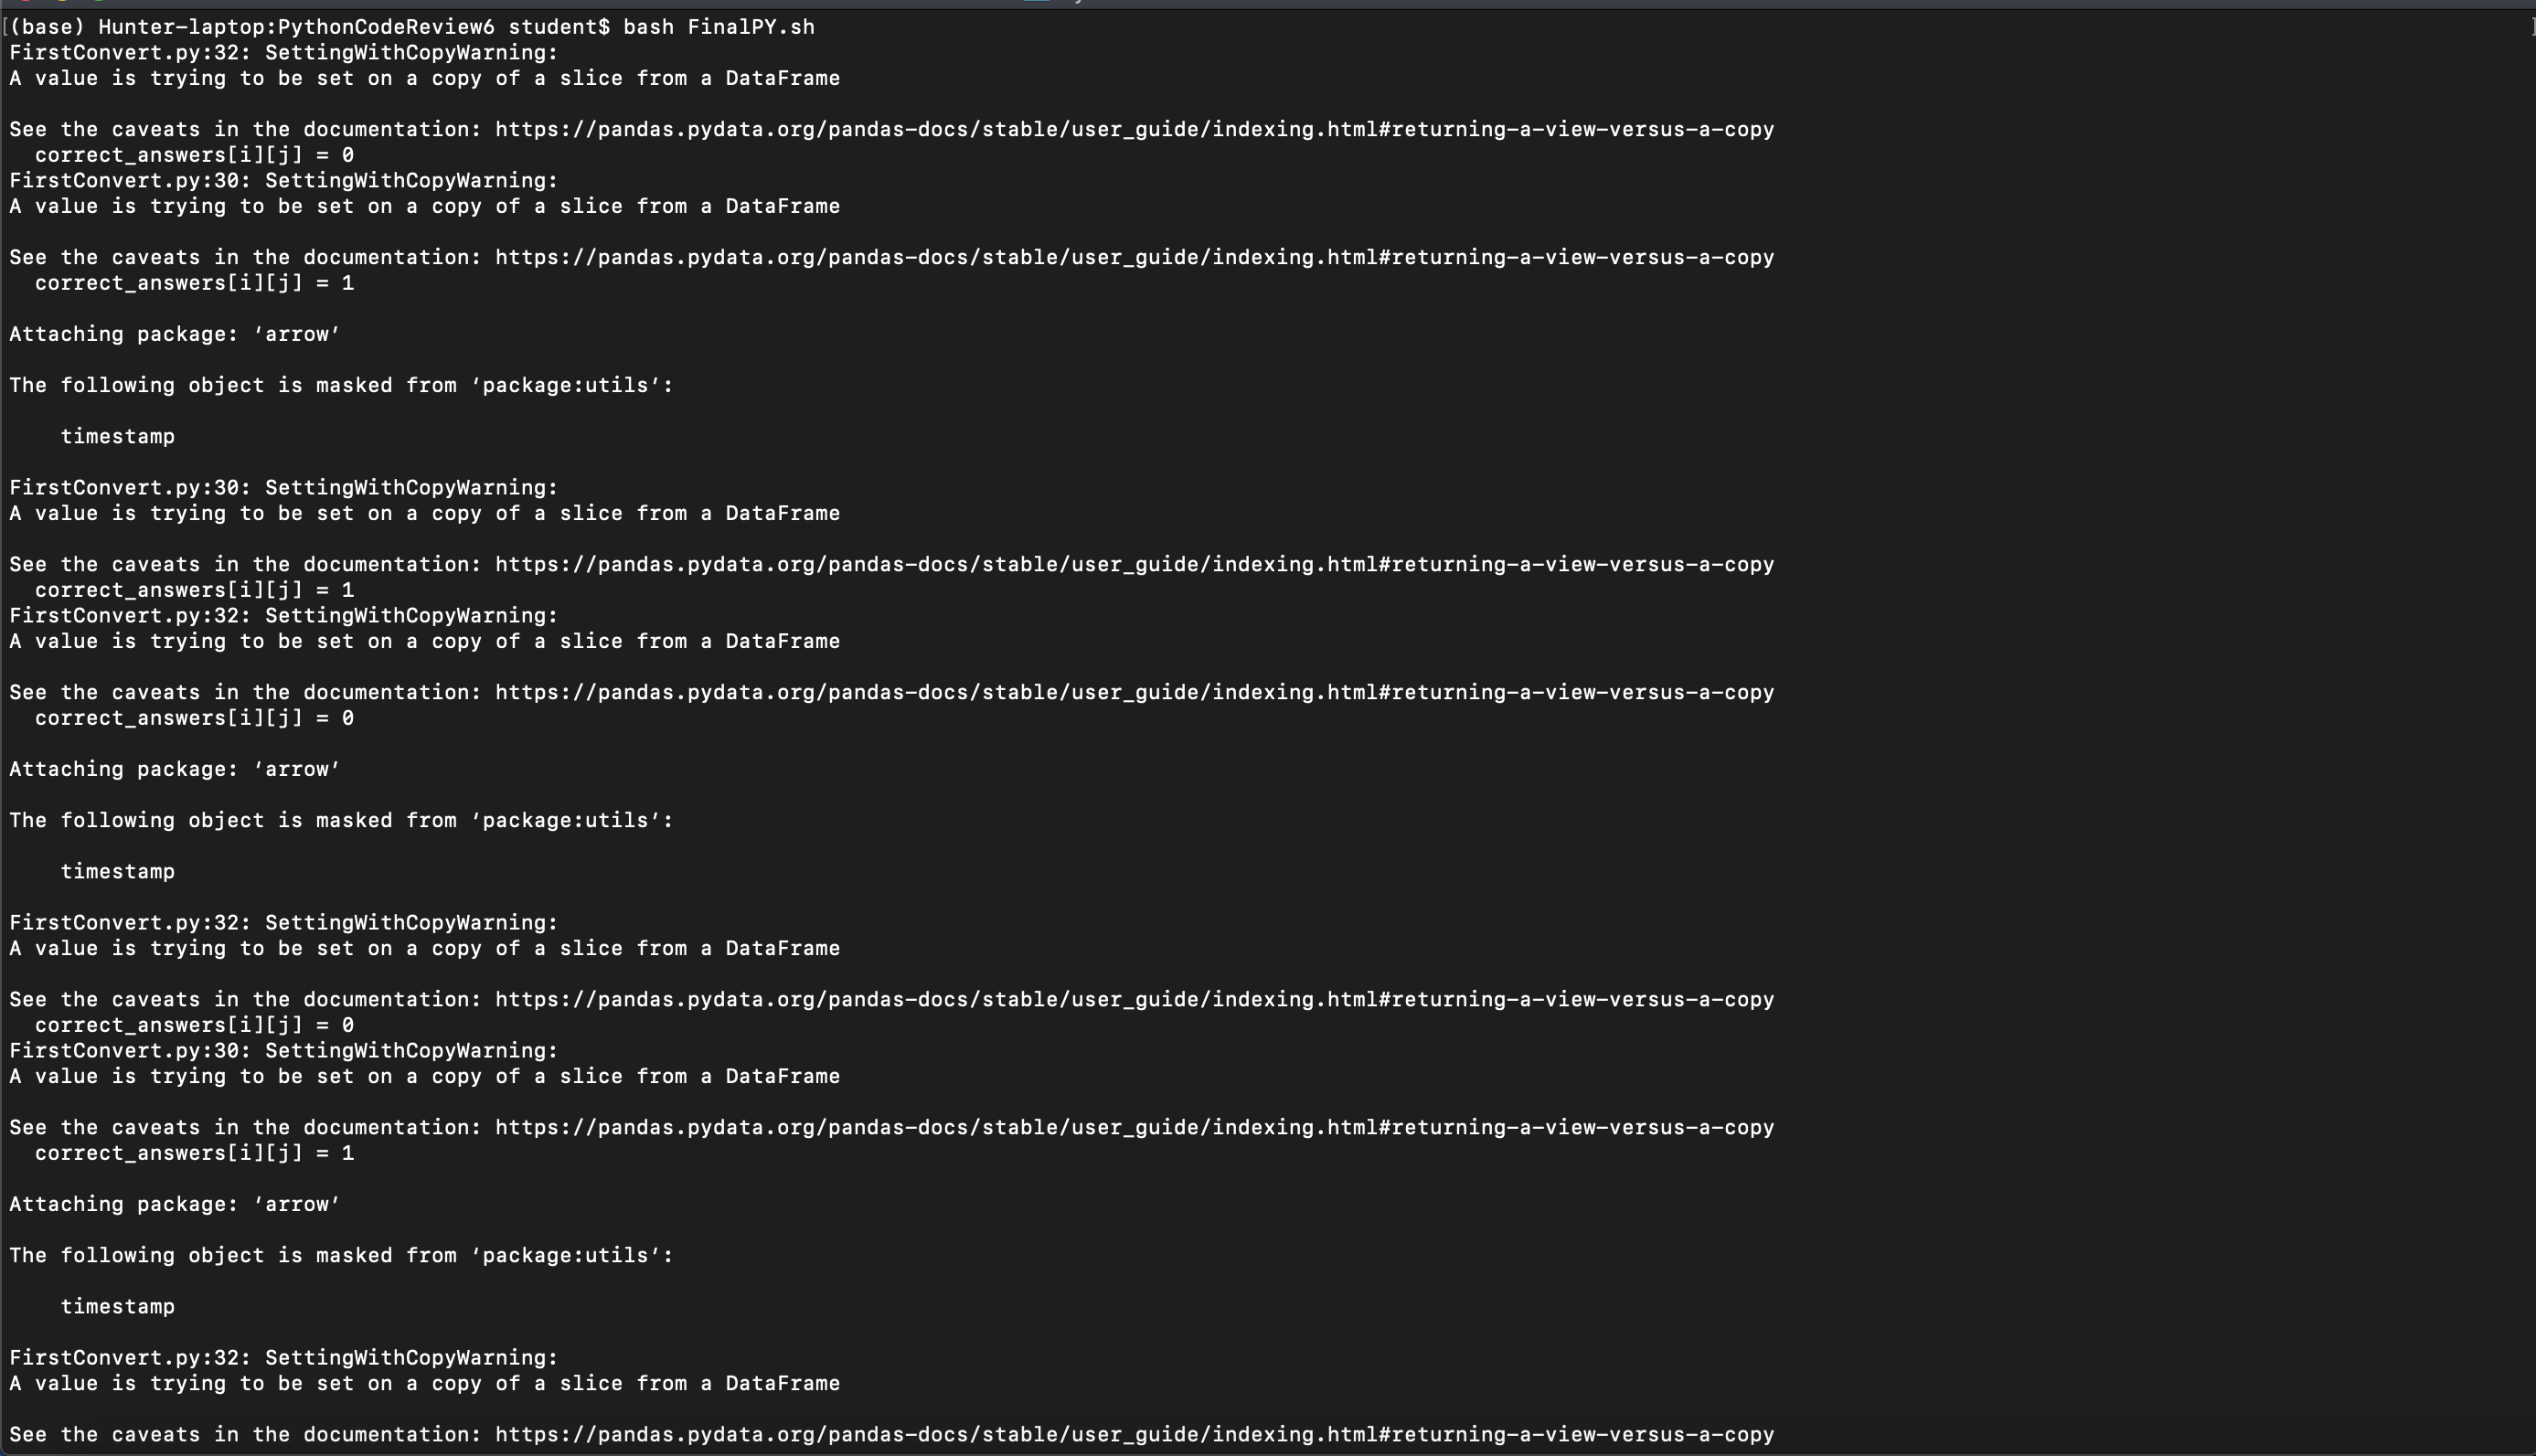 [(base) Hunter-laptop:PythonCodeReview6 student$ bash FinalPY.sh ]
FirstConvert.py:32: SettingWithCopyWarning:
A value is trying to be set on a copy of a slice from a DataFrame
See the caveats in the documentation: https://pandas.pydata.org/pandas-docs/stable/user_guide/indexing.html#returning-a-view-versus-a-copy
  correct_answers[i][j] = 0
FirstConvert.py:30: SettingWithCopyWarning:
A value is trying to be set on a copy of a slice from a DataFrame
See the caveats in the documentation: https://pandas.pydata.org/pandas-docs/stable/user_guide/indexing.html#returning-a-view-versus-a-copy
  correct_answers[i][j] = 1
Attaching package: ‘arrow’
The following object is masked from ‘package:utils’:
    timestamp
FirstConvert.py:30: SettingWithCopyWarning:
A value is trying to be set on a copy of a slice from a DataFrame
See the caveats in the documentation: https://pandas.pydata.org/pandas-docs/stable/user_guide/indexing.html#returning-a-view-versus-a-copy
  correct_answers[i][j] = 1
FirstConvert.py:32: SettingWithCopyWarning:
A value is trying to be set on a copy of a slice from a DataFrame
See the caveats in the documentation: https://pandas.pydata.org/pandas-docs/stable/user_guide/indexing.html#returning-a-view-versus-a-copy
  correct_answers[i][j] = 0
Attaching package: ‘arrow’
The following object is masked from ‘package:utils’:
    timestamp
FirstConvert.py:32: SettingWithCopyWarning:
A value is trying to be set on a copy of a slice from a DataFrame
See the caveats in the documentation: https://pandas.pydata.org/pandas-docs/stable/user_guide/indexing.html#returning-a-view-versus-a-copy
  correct_answers[i][j] = 0
FirstConvert.py:30: SettingWithCopyWarning:
A value is trying to be set on a copy of a slice from a DataFrame
See the caveats in the documentation: https://pandas.pydata.org/pandas-docs/stable/user_guide/indexing.html#returning-a-view-versus-a-copy
  correct_answers[i][j] = 1
Attaching package: ‘arrow’
The following object is masked from ‘package:utils’:
    timestamp
FirstConvert.py:32: SettingWithCopyWarning:
A value is trying to be set on a copy of a slice from a DataFrame
See the caveats in the documentation: https://pandas.pydata.org/pandas-docs/stable/user_guide/indexing.html#returning-a-view-versus-a-copy